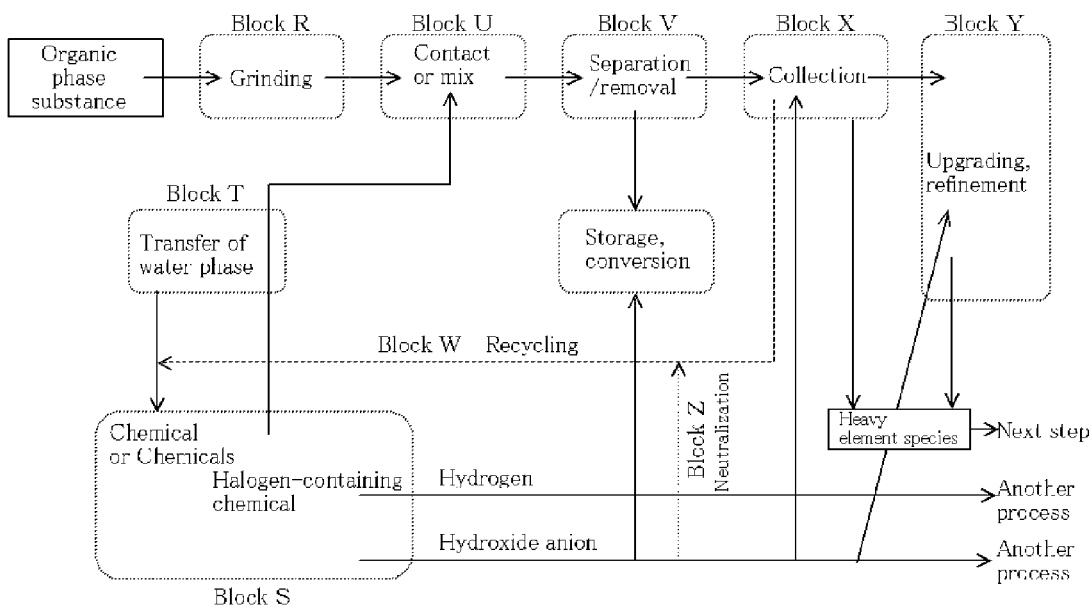 Block R
Block U
Block V
Block X
Block Y
Organic
phase
substance
Grinding
Contact
or mix
Separation
/removal
Collection
Upgrading,
refinement
Block T
Transfer of
water phase
Storage,
conversion
Block W Recycling
Block Z
Neutralization
Heavy
element species
Next step
Chemical
or Chemicals
Halogen-containing
chemical
Hydrogen
Another
process
Hydroxide anion
Another
process
Block S